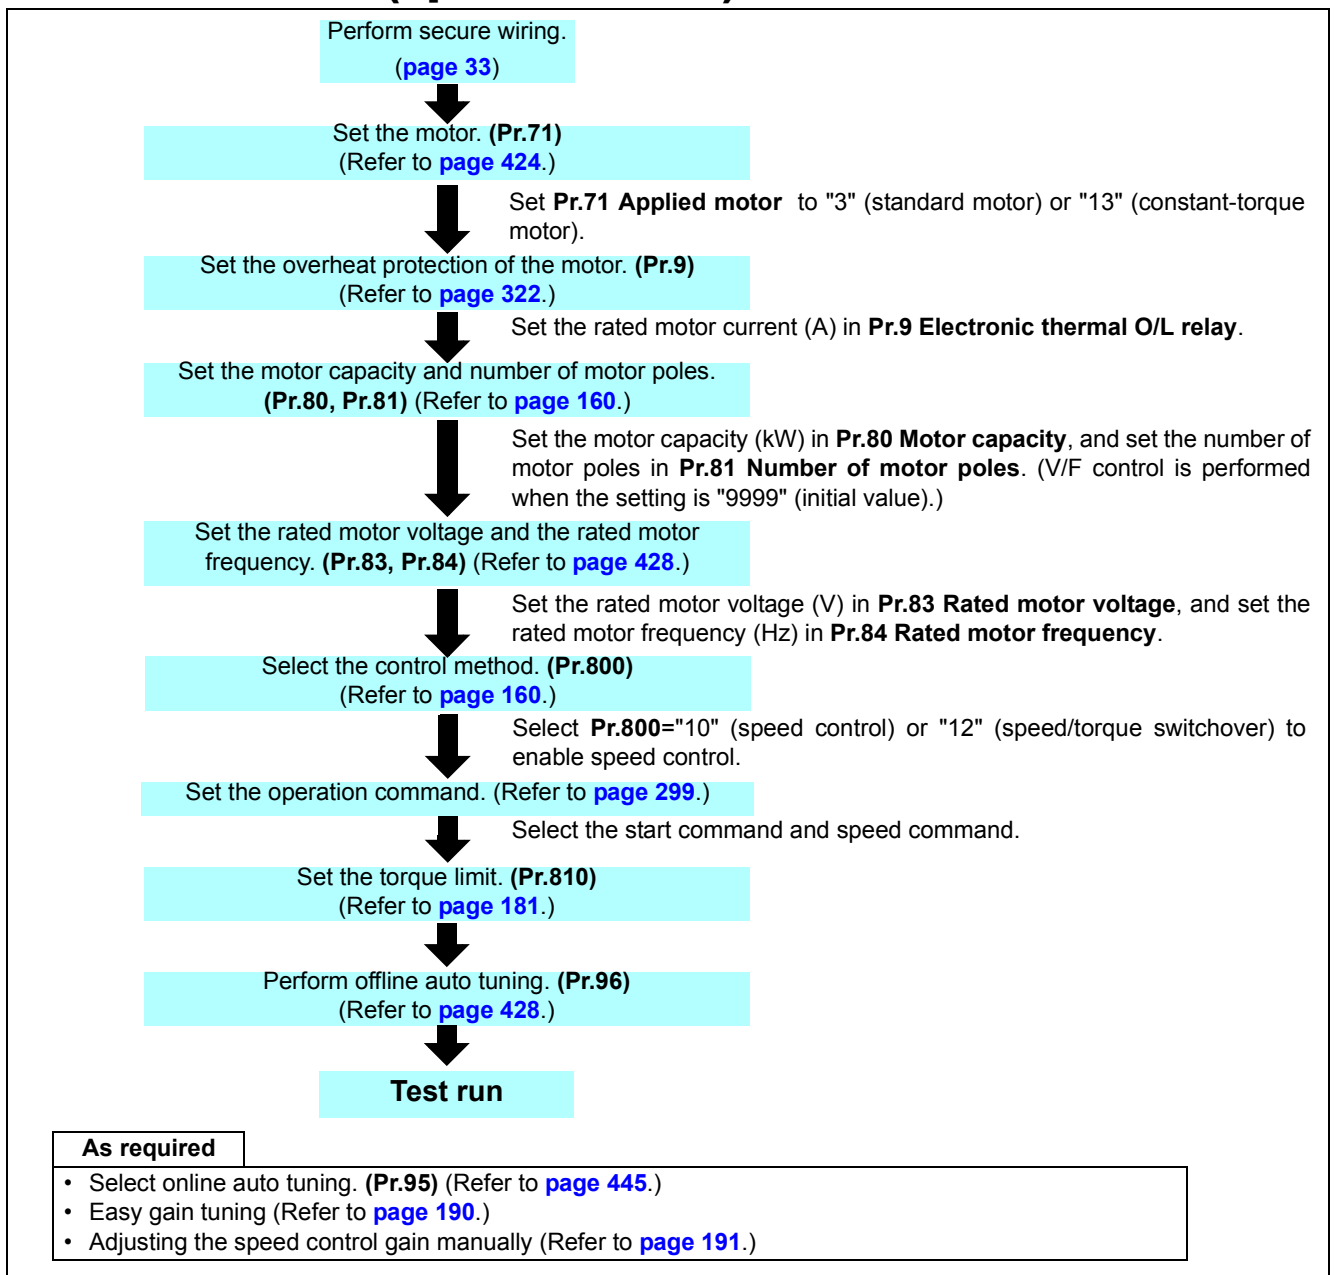 Perform secure wiring.
(page 33)
Set the motor. (Pr.71)
(Refer to page 424.)
Set Pr.71 Applied motor to "3" (standard motor) or "13" (constant-torque
motor).
Set the overheat protection of the motor. (Pr.9)
(Refer to page 322.)
Set the rated motor current (A) in Pr.9 Electronic thermal O/L relay.
Set the motor capacity and number of motor poles.
(Pr.80, Pr.81) (Refer to page 160.)
Set the motor capacity (kW) in Pr.80 Motor capacity, and set the number of
motor poles in Pr.81 Number of motor poles. (V/F control is performed
when the setting is "9999" (initial value).)
Set the rated motor voltage and the rated motor
frequency. (Pr.83, Pr.84) (Refer to page 428.)
Set the rated motor voltage (V) in Pr.83 Rated motor voltage, and set the
rated motor frequency (Hz) in Pr.84 Rated motor frequency.
Select the control method. (Pr.800)
(Refer to page 160.)
Select Pr.800="10" (speed control) or "12" (speed/torque switchover) to
enable speed control.
Set the operation command. (Refer to page 299.)
Select the start command and speed command.
Set the torque limit. (Pr.810)
(Refer to page 181.)
Perform offline auto tuning. (Pr.96)
(Refer to page 428.)
Test run
As required
• Select online auto tuning. (Pr.95) (Refer to page 445.)
• Easy gain tuning (Refer to page 190.)
• Adjusting the speed control gain manually (Refer to page 191.)